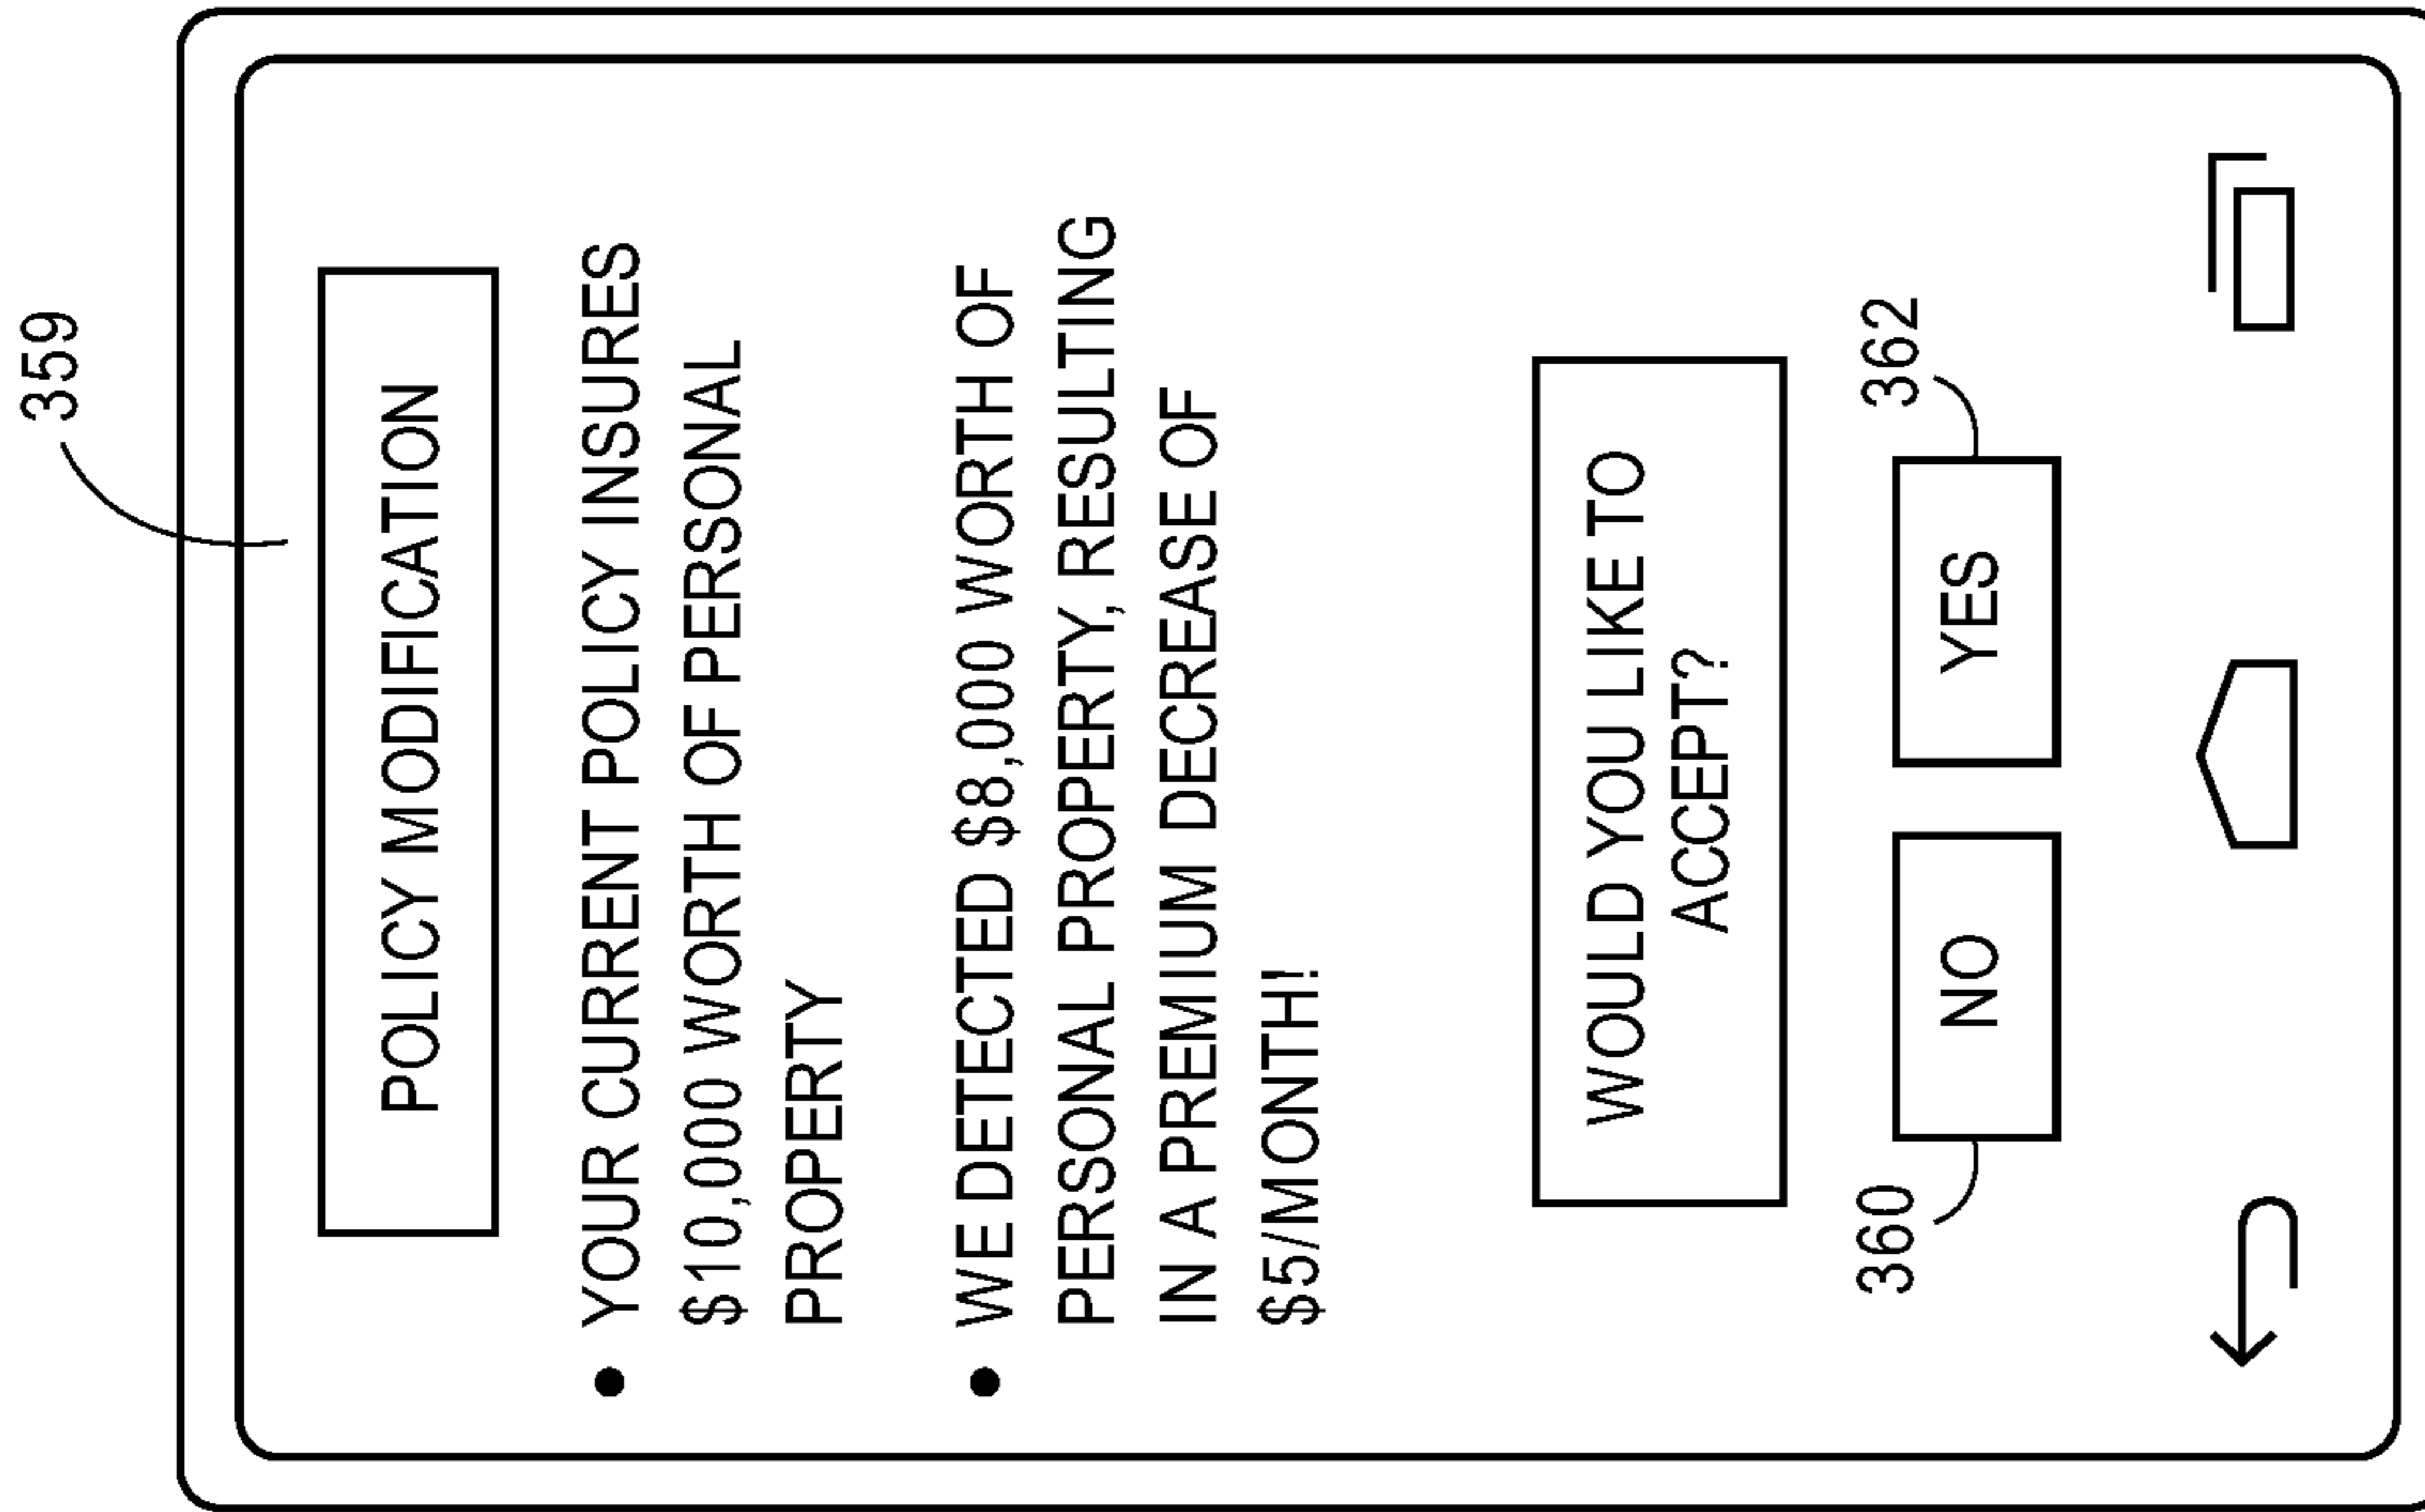 359
POLICY MODIFICATION
• YOUR CURRENT POLICY INSURES
$10,000 WORTH OF PERSONAL
PROPERTY
• WE DETECTED $8,000 WORTH OF
PERSONAL PROPERTY, RESULTING
IN A PREMIUM DECREASE OF
$5/MONTH!
WOULD YOU LIKE TO
ACCEPT?
360
362
NO
YES